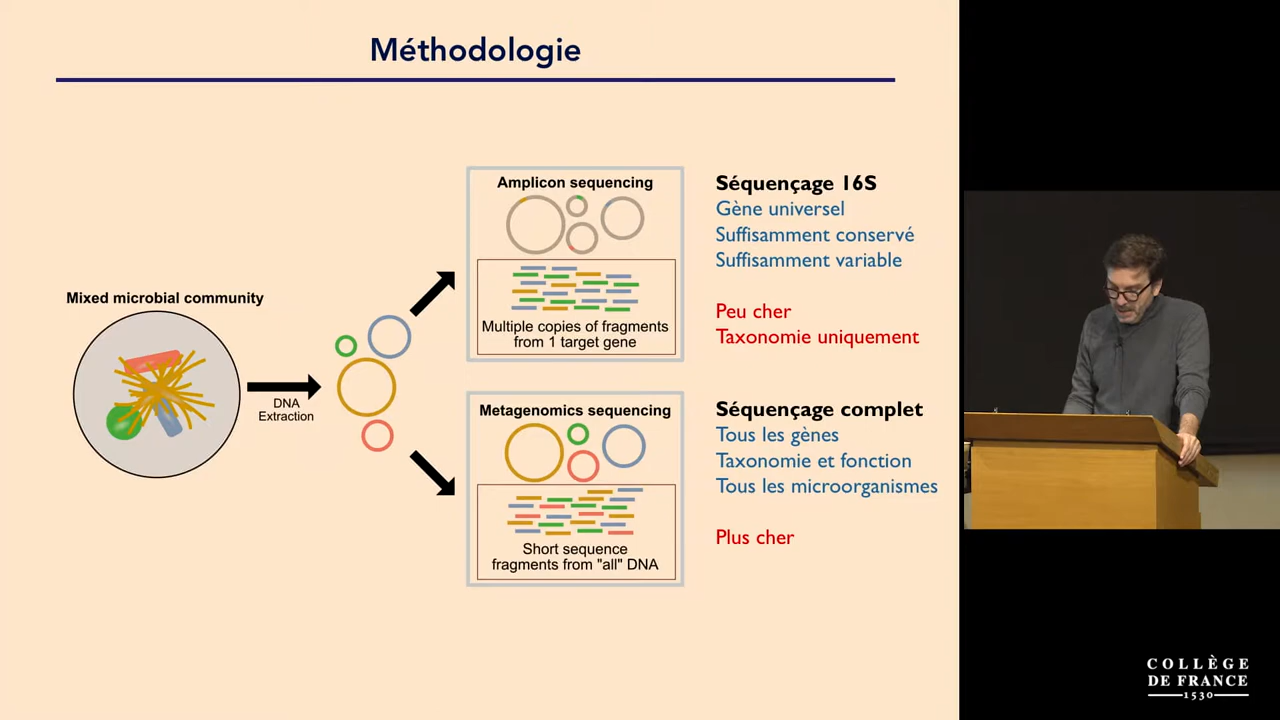 Méthodologie
Mixed microbial community
DNA
Extraction
Amplicon sequencing
Multiple copies of fragments
from 1 target gene
Séquençage 16S
Gène universel
Suffisamment conservé
Suffisamment variable
Peu cher
Taxonomie uniquement
Metagenomics sequencing
Short sequence
fragments from "all" DNA
Séquençage complet
Tous les gènes
Taxonomie et fonction
Tous les microorganismes
Plus cher
COLLÈGE
DE FRANCE
1530